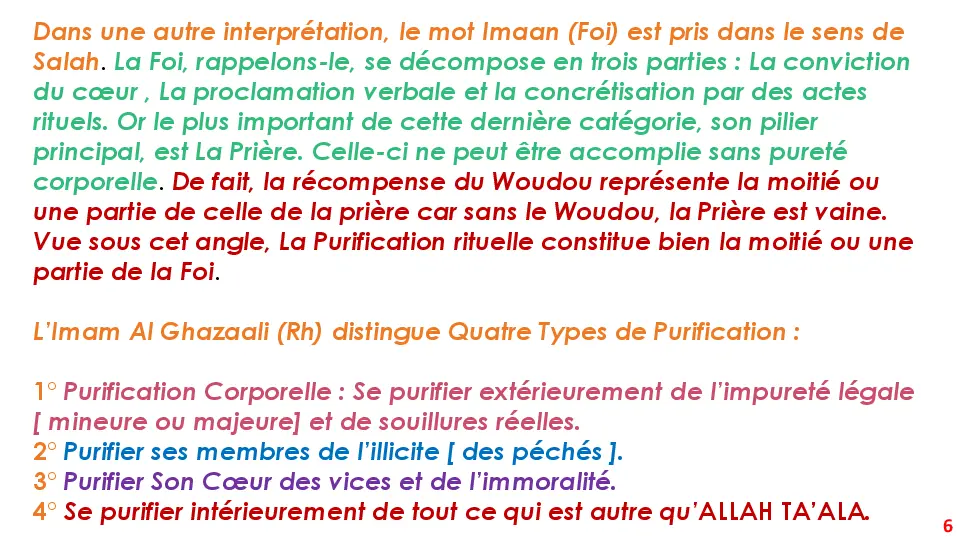 Dans une autre interprétation, le mot Imaan (Foi) est pris dans le sens de
Salah. La Foi, rappelons-le, se décompose en trois parties : La conviction
du cœur , La proclamation verbale et la concrétisation par des actes
rituels. Or le plus important de cette dernière catégorie, son pilier
principal, est La Prière. Celle-ci ne peut être accomplie sans pureté
corporelle. De fait, la récompense du Woudou représente la moitié ou
une partie de celle de la prière car sans le Woudou, la Prière est vaine.
Vue sous cet angle, La Purification rituelle constitue bien la moitié ou une
partie de la Foi.
L’Imam Al Ghazaali (Rh) distingue Quatre Types de Purification :
1° Purification Corporelle : Se purifier extérieurement de l’impureté légale
[ mineure ou majeure] et de souillures réelles.
2° Purifier ses membres de l’illicite [ des péchés ].
3° Purifier Son Cœur des vices et de l’immoralité.
4° Se purifier intérieurement de tout ce qui est autre qu’ALLAH TA’ALA.
6